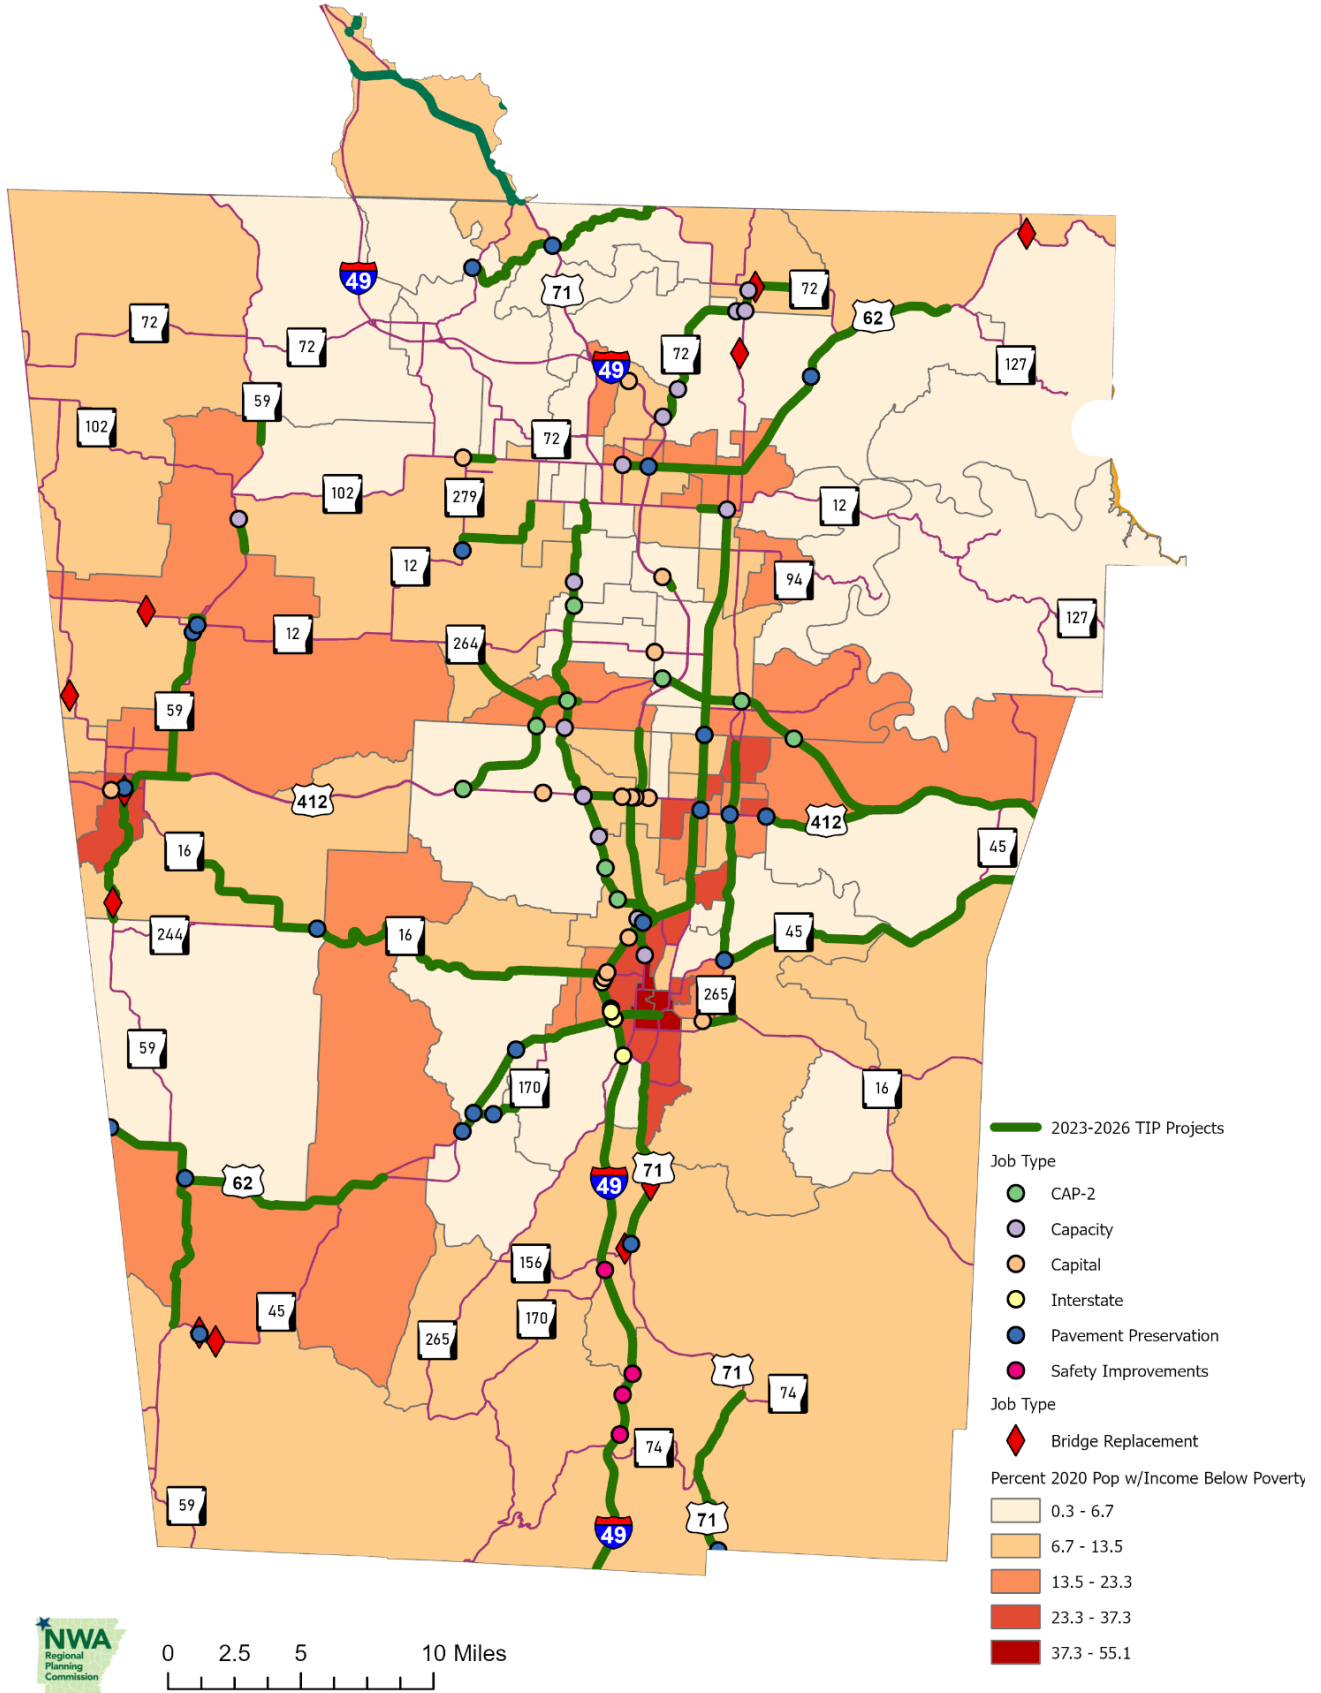 49
71
72
62
72
72
72
49
127
59
102
72
102
279
12
12
94
127
12
264
59
412
412
45
16
244
16
45
265
59
170
16
49
71
62
156
45
170
265
71
74
74
59
71
49
2023-2026 TIP Projects
Job Type
CAP-2
Capacity
Capital
Interstate
Pavement Preservation
Safety Improvements
Job Type
Bridge Replacement
Percent 2020 Pop w/Income Below Poverty
0.3 - 6.7
6.7 - 13.5
13.5 - 23.3
23.3 - 37.3
37.3 - 55.1
NWA
Regional
Planning
Commission
0 2.5 5 10 Miles